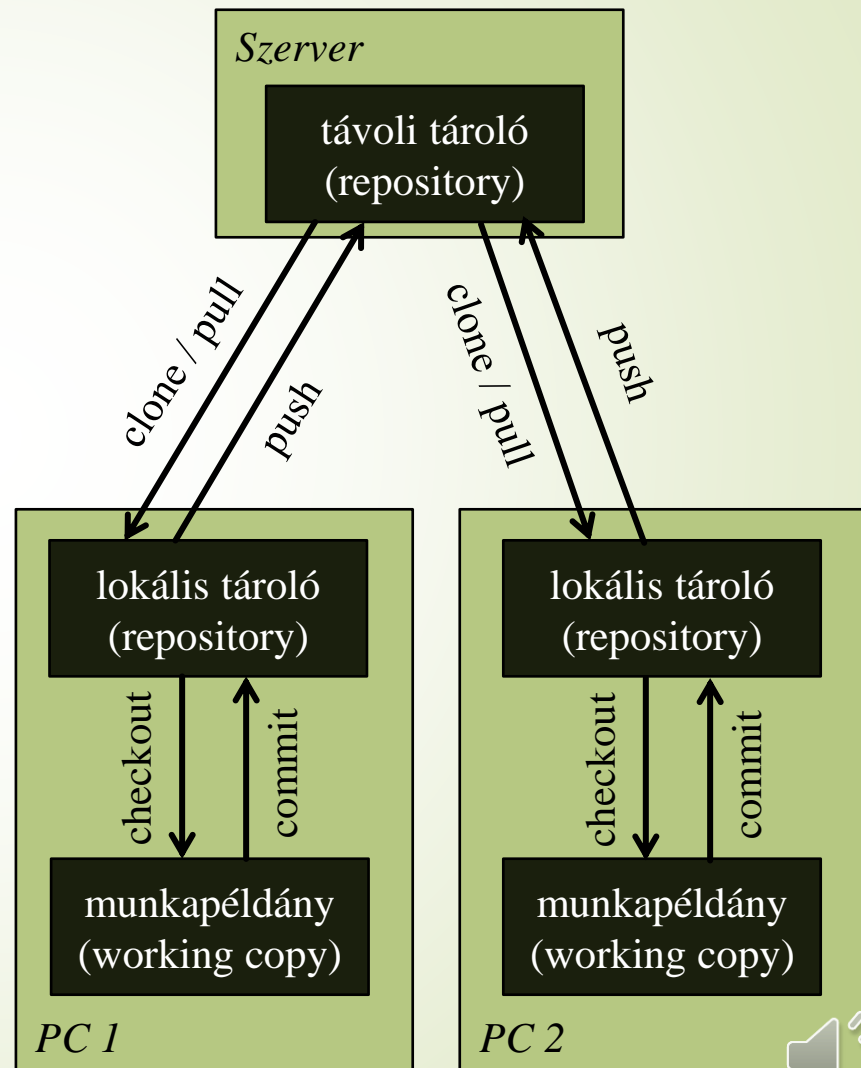 Szerver
távoli tároló
(repository)
clone / pull
push
clone / pull
push
lokális tároló
(repository)
checkout
commit
munkapéldány
(working copy)
PC 1
lokális tároló
(repository)
checkout
commit
munkapéldány
(working copy)
PC 2